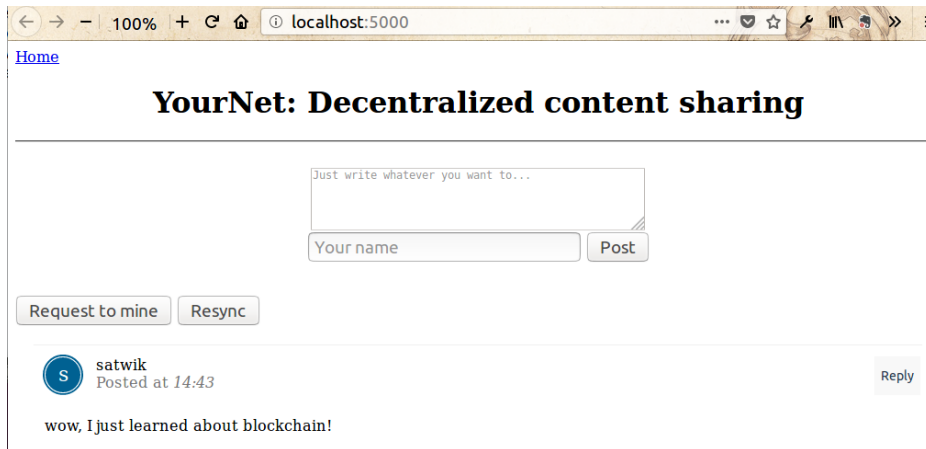 100%
localhost:5000
Home
YourNet: Decentralized content sharing
Just write whatever you want to...
Your name
Post
Request to mine
Resync
S
satwik
Posted at 14:43
Reply
wow, I just learned about blockchain!